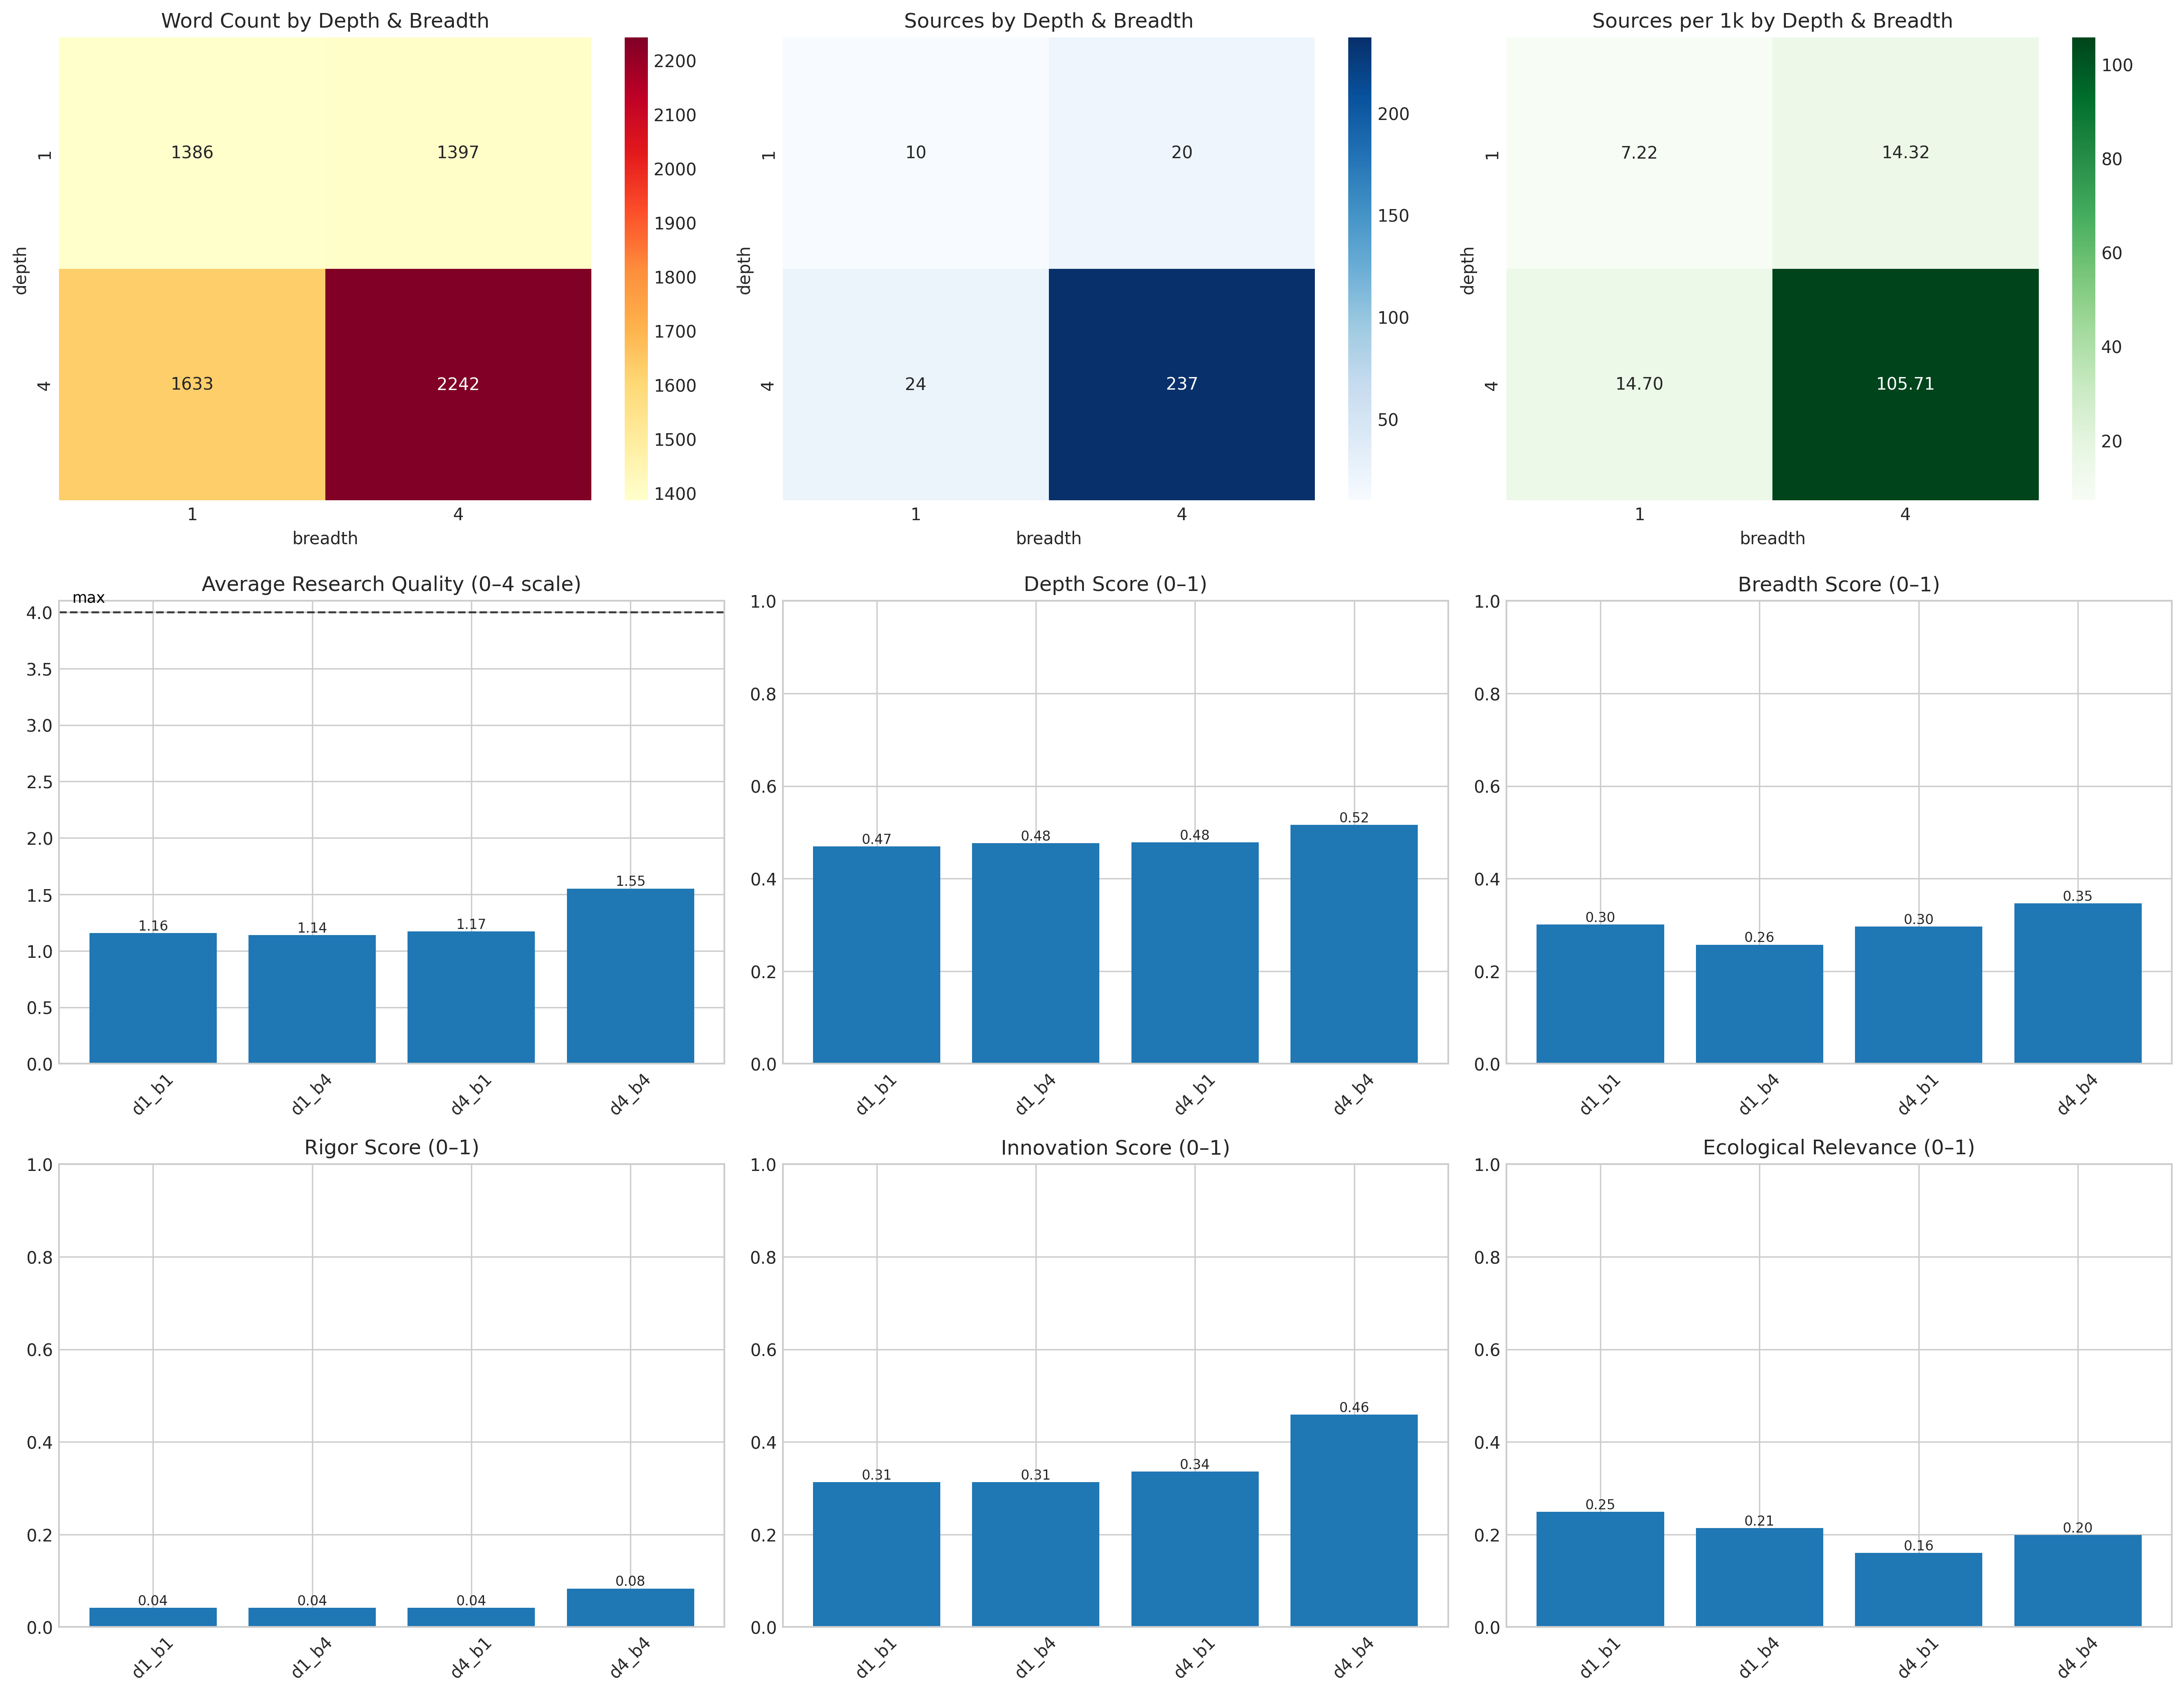 Word Count by Depth & Breadth
1386 1397
1633 2242
depth
1
4
1 4
breadth
2200
2100
2000
1900
1800
1700
1600
1500
1400
Sources by Depth & Breadth
10 20
24 237
depth
1
4
1 4
breadth
200
150
100
50
Sources per 1k by Depth & Breadth
7.22 14.32
14.70 105.71
depth
1
4
1 4
breadth
100
80
60
40
20
Average Research Quality (0–4 scale)
max
4.0
3.5
3.0
2.5
2.0
1.5
1.0
0.5
0.0
1.16 1.14 1.17 1.55
d1_b1 d1_b4 d4_b1 d4_b4
Depth Score (0–1)
1.0
0.8
0.6
0.4
0.2
0.0
0.47 0.48 0.48 0.52
d1_b1 d1_b4 d4_b1 d4_b4
Breadth Score (0–1)
1.0
0.8
0.6
0.4
0.2
0.0
0.30 0.26 0.30 0.35
d1_b1 d1_b4 d4_b1 d4_b4
Rigor Score (0–1)
1.0
0.8
0.6
0.4
0.2
0.0
0.04 0.04 0.04 0.08
d1_b1 d1_b4 d4_b1 d4_b4
Innovation Score (0–1)
1.0
0.8
0.6
0.4
0.2
0.0
0.31 0.31 0.34 0.46
d1_b1 d1_b4 d4_b1 d4_b4
Ecological Relevance (0–1)
1.0
0.8
0.6
0.4
0.2
0.0
0.25 0.21 0.16 0.20
d1_b1 d1_b4 d4_b1 d4_b4